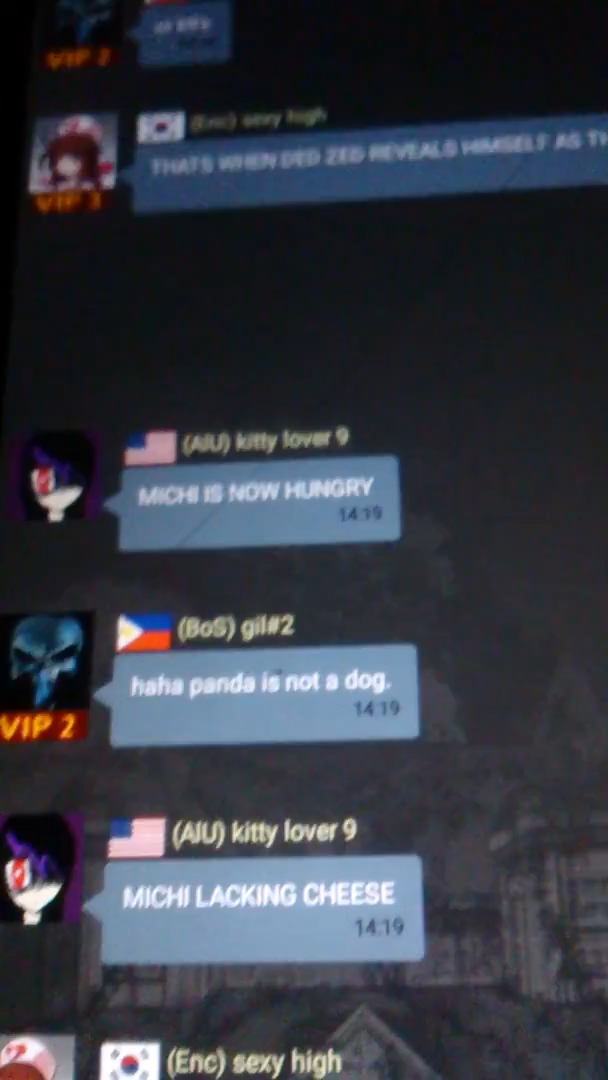 VIP 2
(Enc) sexy high
THATS WHEN DED ZED REVEALS HIMSELF AS
VIP 3
(AIU) kitty lover 9
MICHI IS NOW HUNGRY
14:19
(BoS) gil#2
haha panda is not a dog.
14:19
VIP 2
(AIU) kitty lover 9
MICHI LACKING CHEESE
14:19
(Enc) sexy high